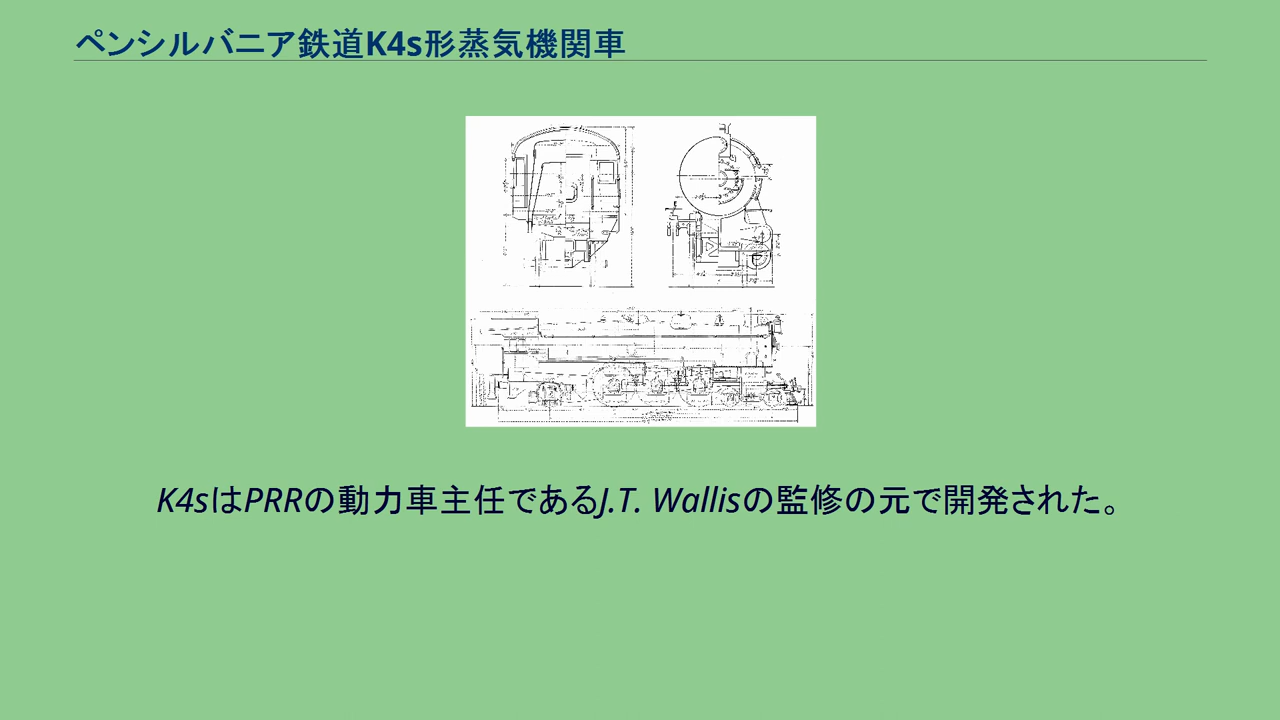 ペンシルバニア鉄道K4s形蒸気機関車
K4sはPRRの動力車主任であるJ.T. Wallisの監修の元で開発された。